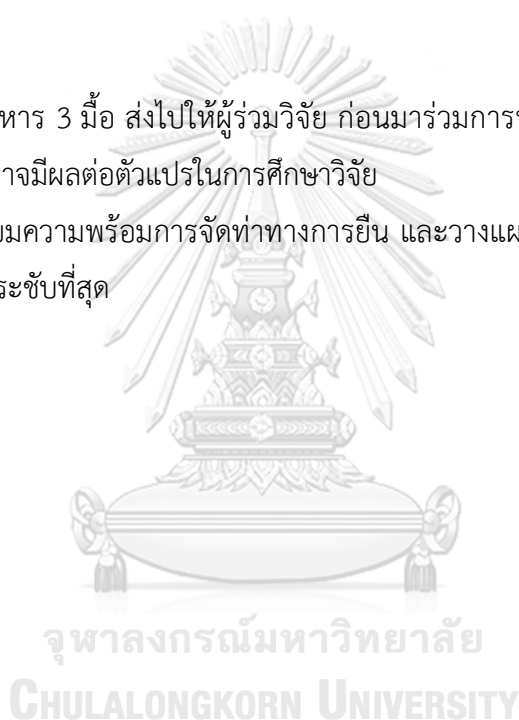 หาร 3 มื้อ ส่งไปให้ผู้ร่วมวิจัย ก่อนมาร่วมการ
าจมีผลต่อตัวแปรในการศึกษาวิจัย
มความพร้อมการจัดท่าทางการยืน และวางแผ
ระชับที่สุด
จุฬาลงกรณ์มหาวิทยาลัย
CHULALONGKORN UNIVERSITY